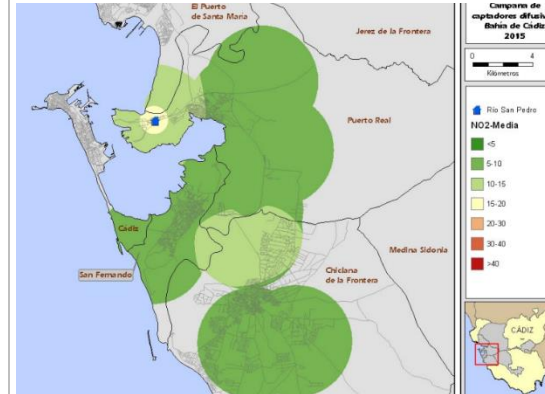 El Puerto
de Santa Maria
Jerez de la Frontera
Puerto Real
Cádiz
San Fernando
Medina Sidonia
Chiclana
de la Frontera
Campaña de
captadores difusiv
Bahía de Cádiz
2015
0 4
Kilómetros
Río San Pedro
NO2-Media
<5
5-10
10-15
15-20
20-30
30-40
>40
CÁDIZ